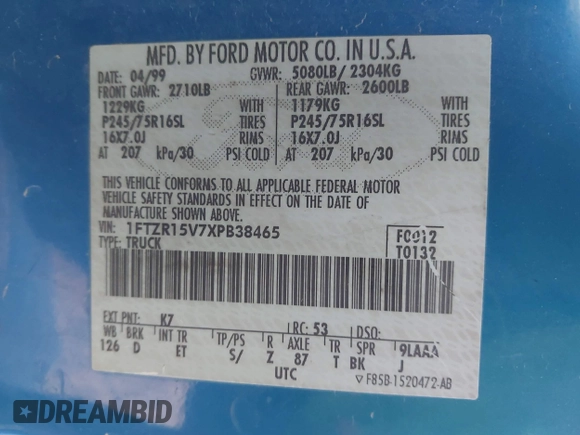 MFD. BY FORD MOTOR CO. IN U.S.A.
DATE: 04/99 GVWR: 5080LB/ 2304KG
FRONT GAWR: 2710LB REAR GAWR: 2600LB
1229KG WITH 1179KG WITH
P245/75R16SL TIRES P245/75R16SL TIRES
16X7.0J RIMS 16X7.0J RIMS
AT 207 kPa/30 PSI COLD AT 207 kPa/30 PSI COLD
THIS VEHICLE CONFORMS TO ALL APPLICABLE FEDERAL MOTOR
VEHICLE SAFETY STANDARDS IN EFFECT ON THE DATE OF
MANUFACTURE SHOWN ABOVE.
VIN: 1FTZR15V7XPB38465 F0012
TYPE: TRUCK T0132
EXT PNT: K7 RC: 53 DSO:
WB BRK INT TR TP/PS R AXLE TR SPR 9LAAA
126 D ET S/ Z 87 T BK J
UTC ▽ F85B-1520472-AB
DREAMBID